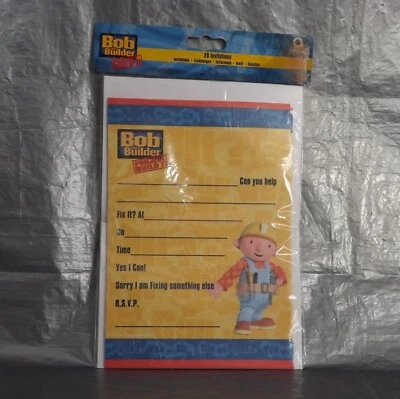 Bob
the
Builder
20 Invitations
Bob
the
Builder
Can you help
Fix It? At
On
Time
Yes I Can!
Sorry I am Fixing something else
R.S.V.P.